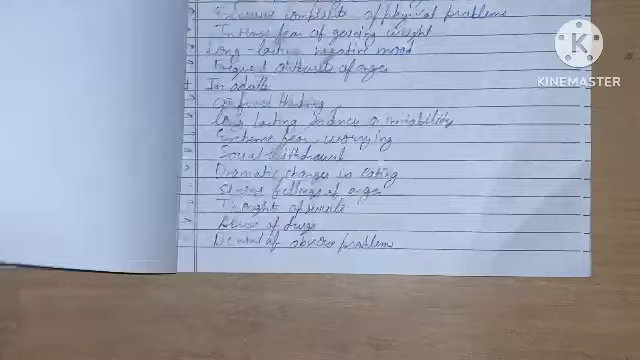 Excessive complaints of physical problems
Intense fear of gaining weight
Long-lasting negative mood
Frequent outbursts of anger
In adults
Confused thinking
Long lasting sadness or irritability
Extreme fear, worrying
Social withdrawal
Dramatic changes in eating
Strong feelings of anger
Thoughts of suicide
Abuse of drugs
Denial of obvious problems
KINEMASTER